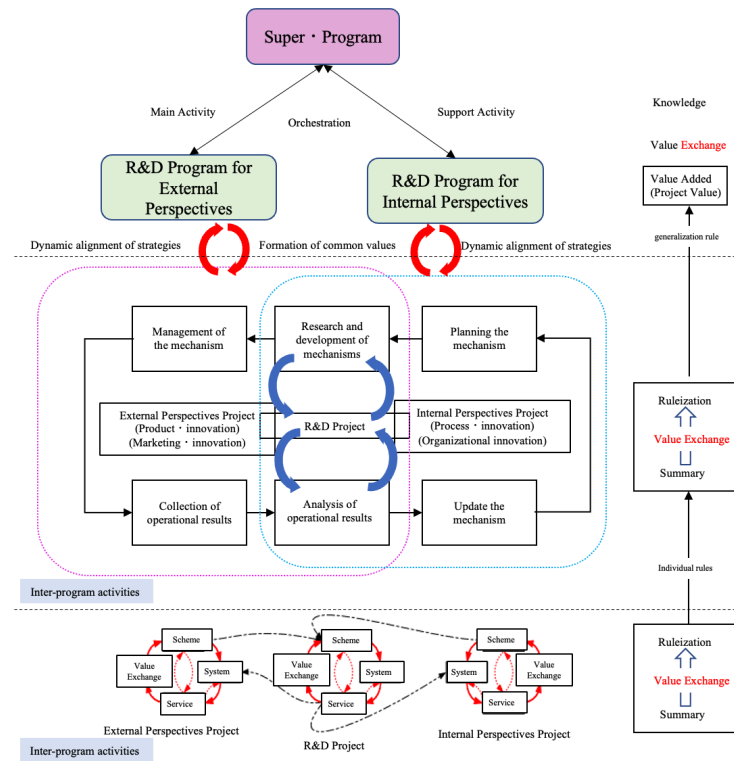 Super・Program
Main Activity
Support Activity
Orchestration
Knowledge
Value Exchange
R&D Program for
External
Perspectives
R&D Program for
Internal Perspectives
Value Added
(Project Value)
Dynamic alignment of strategies
Formation of common values
Dynamic alignment of strategies
generalization rule
Management of
the mechanism
Research and
development of
mechanisms
Planning the
mechanism
External Perspectives Project
(Product・innovation)
(Marketing・innovation)
R&D Project
Internal Perspectives Project
(Process・innovation)
(Organizational innovation)
Ruleization
Value Exchange
Summary
Collection of
operational results
Analysis of
operational results
Update the
mechanism
Individual rules
Inter-program activities
Scheme
Value
Exchange
System
Service
External Perspectives Project
Scheme
Value
Exchange
System
Service
R&D Project
Scheme
System
Value
Exchange
Service
Internal Perspectives Project
Ruleization
Value Exchange
Summary
Inter-program activities